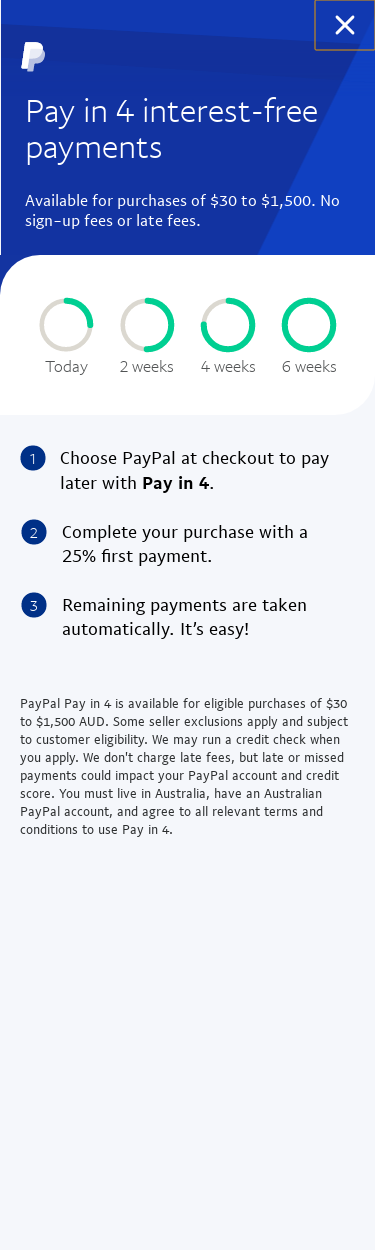 Pay in 4 interest-free
payments
Available for purchases of $30 to $1,500. No
sign-up fees or late fees.
Today 2 weeks 4 weeks 6 weeks
1 Choose PayPal at checkout to pay
later with Pay in 4.
2 Complete your purchase with a
25% first payment.
3 Remaining payments are taken
automatically. It’s easy!
PayPal Pay in 4 is available for eligible purchases of $30
to $1,500 AUD. Some seller exclusions apply and subject
to customer eligibility. We may run a credit check when
you apply. We don't charge late fees, but late or missed
payments could impact your PayPal account and credit
score. You must live in Australia, have an Australian
PayPal account, and agree to all relevant terms and
conditions to use Pay in 4.